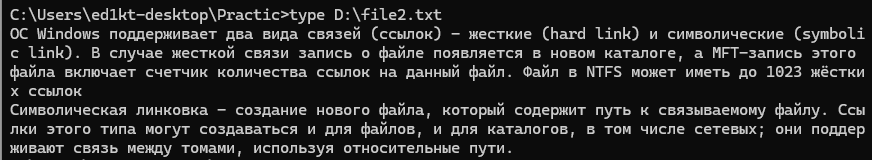 C:\Users\ed1kt-desktop\Practic>type D:\file2.txt
ОС Windows поддерживает два вида связей (ссылок) – жесткие (hard link) и символические (symboli
c link). В случае жесткой связи запись о файле появляется в новом каталоге, а MFT-запись этого
файла включает счетчик количества ссылок на данный файл. Файл в NTFS может иметь до 1023 жёстки
х ссылок
Символическая линковка – создание нового файла, который содержит путь к связываемому файлу. Ссы
лки этого типа могут создаваться и для файлов, и для каталогов, в том числе сетевых; они поддер
живают связь между томами, используя относительные пути.